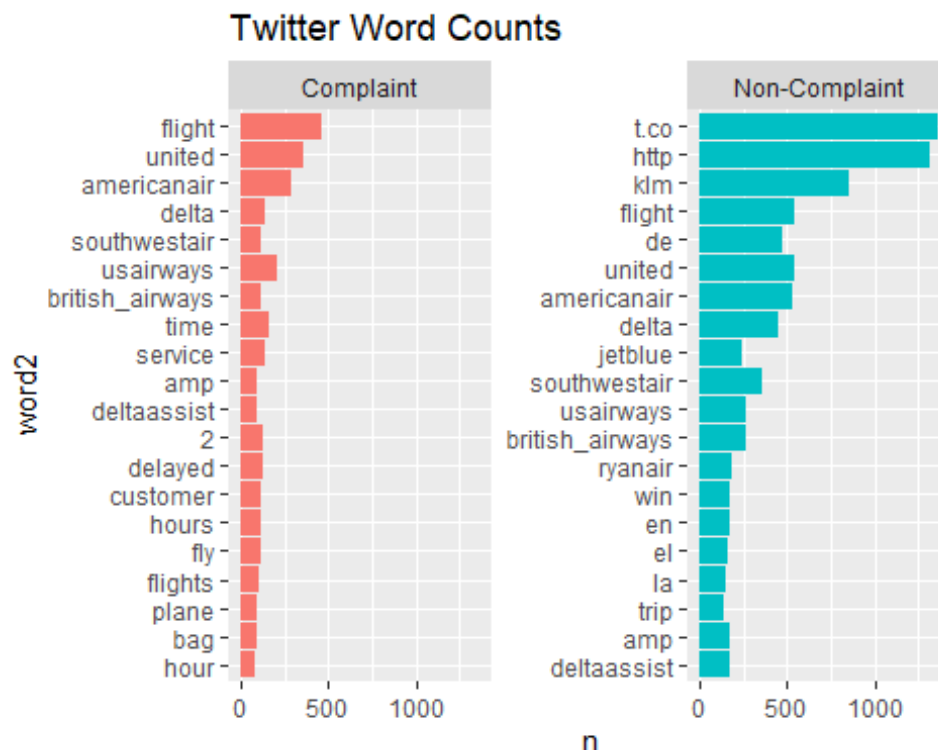 Twitter Word Counts
Complaint
flight
united
americanair
delta
southwestair
usairways
british_airways
time
service
amp
deltaassist
2
delayed
customer
hours
fly
flights
plane
bag
hour
0 500 1000
Non-Complaint
t.co
http
klm
flight
de
united
americanair
delta
jetblue
southwestair
usairways
british_airways
ryanair
win
en
el
la
trip
amp
deltaassist
0 500 1000
word2
n